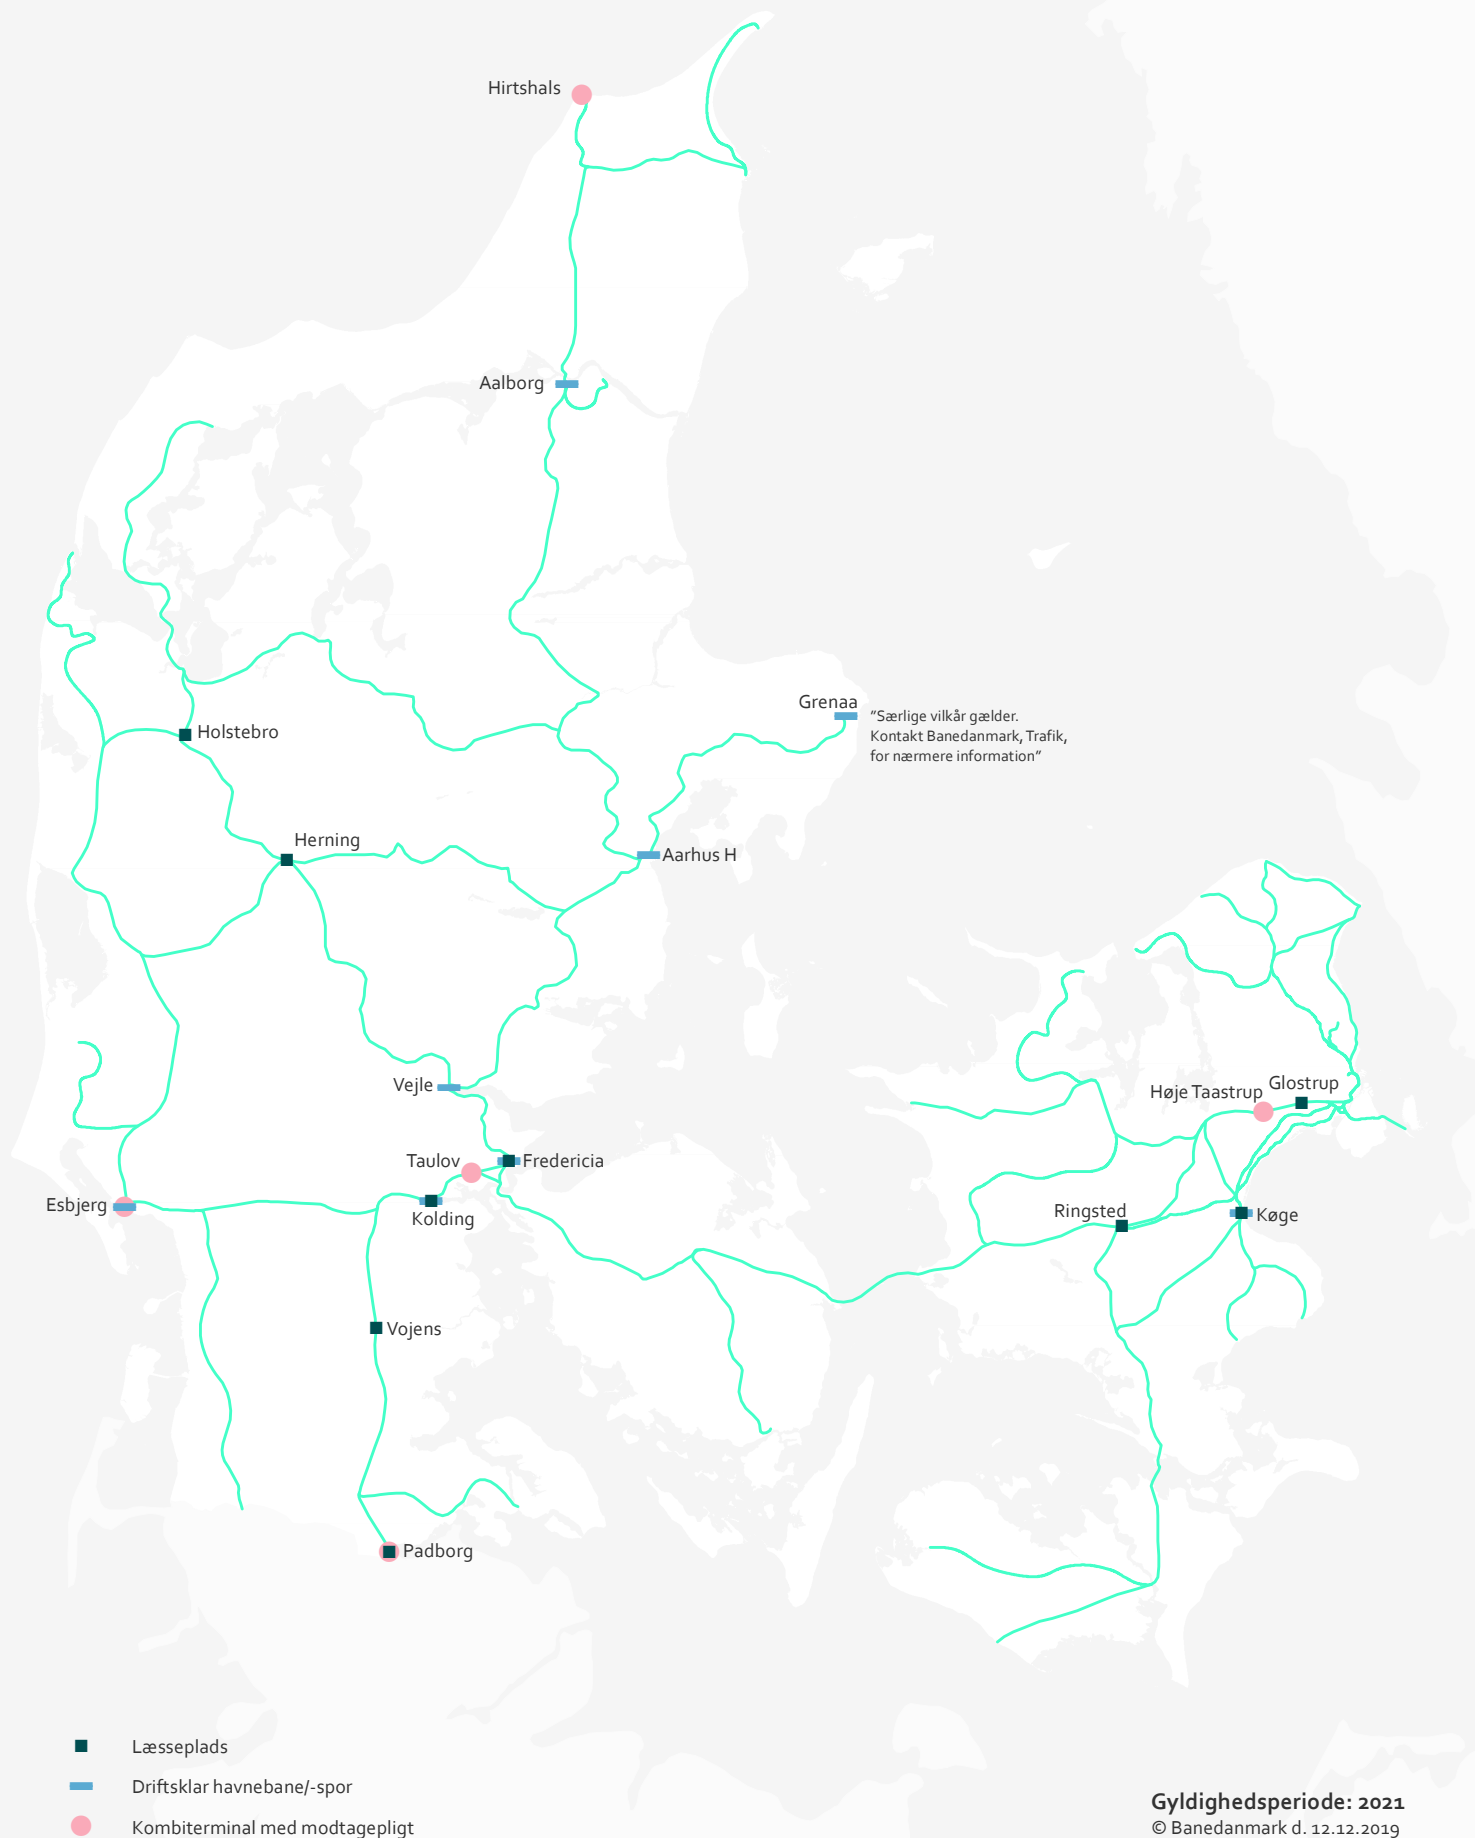 Hirtshals
Aalborg
Grenaa
”Særlige vilkår gælder.
Kontakt Banedanmark, Trafik,
for nærmere information”
Holstebro
Herning
Aarhus H
Vejle
Høje Taastrup
Glostrup
Taulov
Fredericia
Esbjerg
Kolding
Ringsted
Køge
Vojens
Padborg
Læsseplads
Driftsklar havnebane/-spor
Kombiterminal med modtagepligt
Gyldighedsperiode: 2021
© Banedanmark d. 12.12.2019